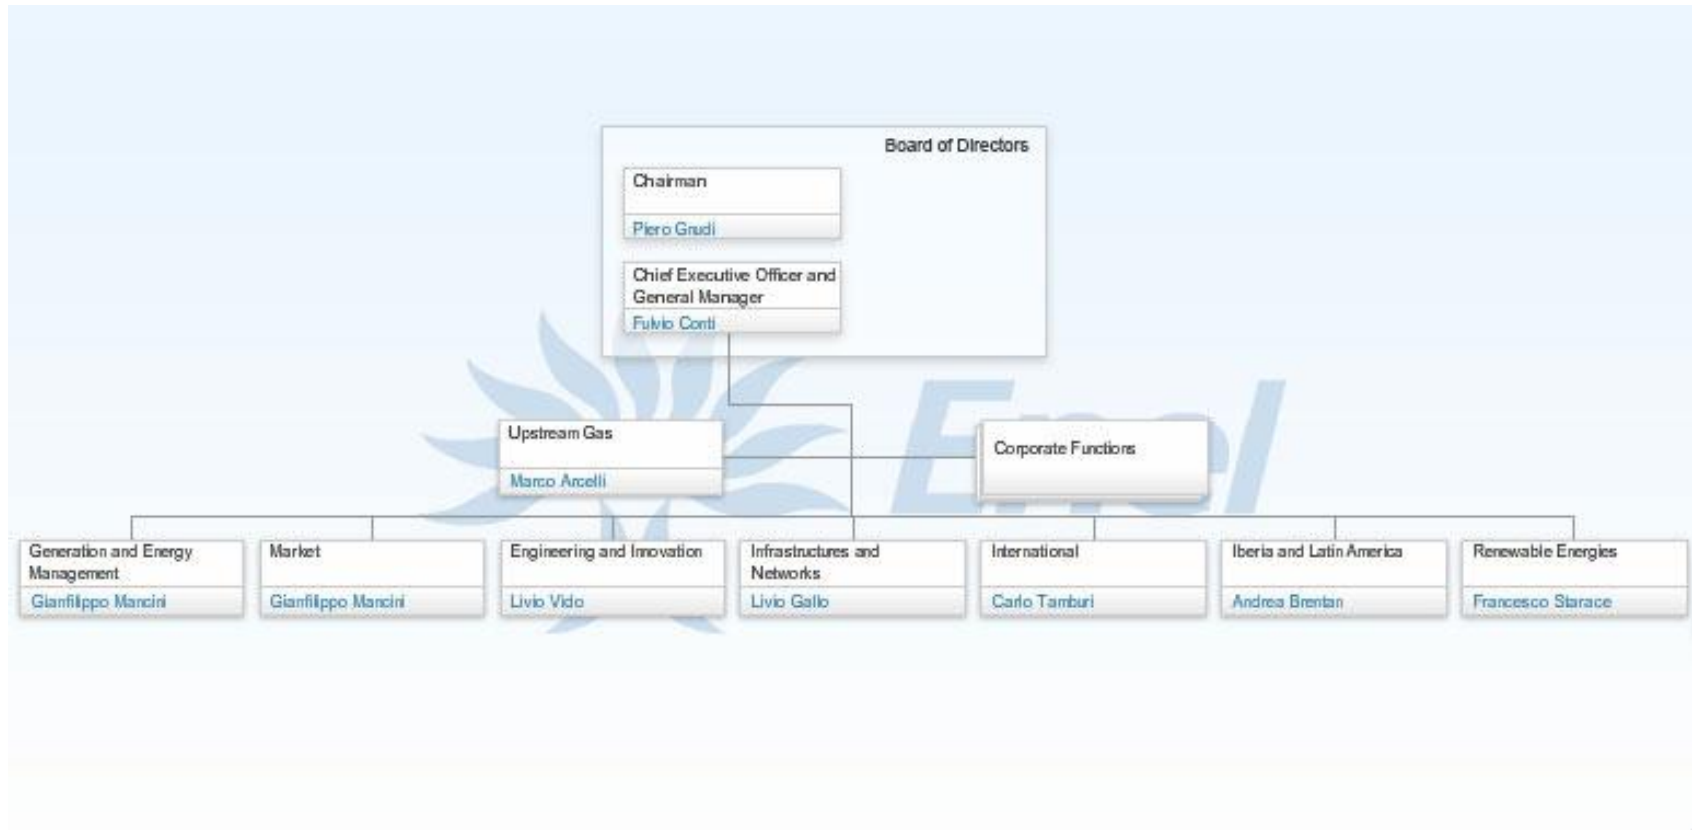 Board of Directors
Chairman
Piero Gnudi
Chief Executive Officer and
General Manager
Fulvio Conti
Enel
Upstream Gas
Marco Arcelli
Corporate Functions
Generation and Energy
Management
Gianfilippo Mancini
Market
Gianfilippo Mancini
Engineering and Innovation
Livio Vido
Infrastructures and
Networks
Livio Gallo
International
Carlo Tamburi
Iberia and Latin America
Andrea Brentan
Renewable Energies
Francesco Starace